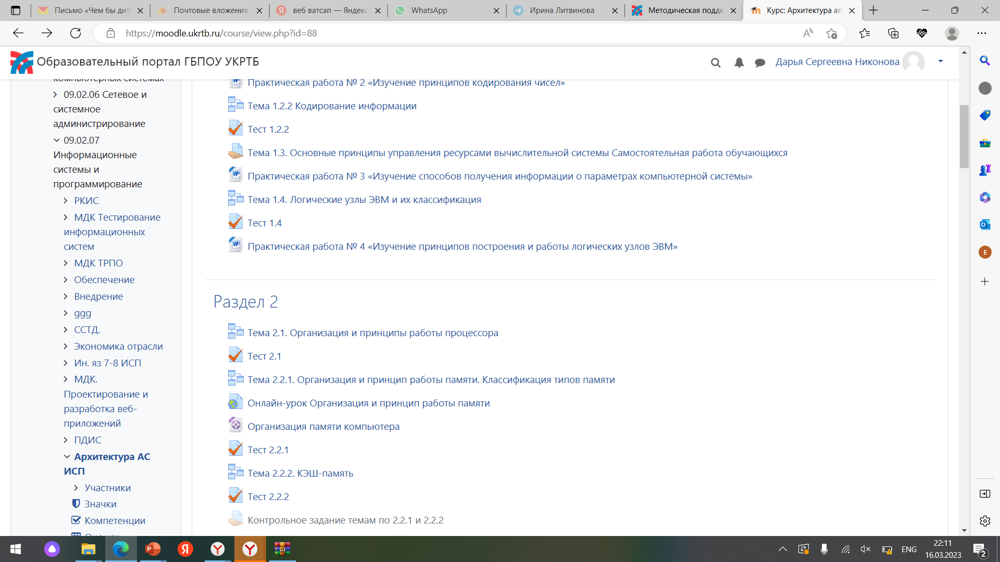 Письмо «Чем бы дит
Почтовые вложения
веб ватсап — Яндекс
WhatsApp
Ирина Литвинова
Методическая подде
Курс: Архитектура ап
https://moodle.ukrtb.ru/course/view.php?id=88
Образовательный портал ГБПОУ УКРТБ
Дарья Сергеевна Никонова
компьютерных системах
09.02.06 Сетевое и
системное
администрирование
09.02.07
Информационные
системы и
программирование
РКИС
МДК Тестирование
информационных
систем
МДК ТРПО
Обеспечение
Внедрение
ggg
ССТД.
Экономика отрасли
Ин. яз 7-8 ИСП
МДК.
Проектирование и
разработка веб-
приложений
ПДИС
Архитектура АС
ИСП
Участники
Значки
Компетенции
Оценки
Практическая работа № 2 «Изучение принципов кодирования чисел»
Тема 1.2.2 Кодирование информации
Тест 1.2.2
Тема 1.3. Основные принципы управления ресурсами вычислительной системы Самостоятельная работа обучающихся
Практическая работа № 3 «Изучение способов получения информации о параметрах компьютерной системы»
Тема 1.4. Логические узлы ЭВМ и их классификация
Тест 1.4
Практическая работа № 4 «Изучение принципов построения и работы логических узлов ЭВМ»
Раздел 2
Тема 2.1. Организация и принципы работы процессора
Тест 2.1
Тема 2.2.1. Организация и принцип работы памяти. Классификация типов памяти
Онлайн-урок Организация и принцип работы памяти
Организация памяти компьютера
Тест 2.2.1
Тема 2.2.2. КЭШ-память
Тест 2.2.2
Контрольное задание темам по 2.2.1 и 2.2.2
E
ENG
22:11
16.03.2023
2